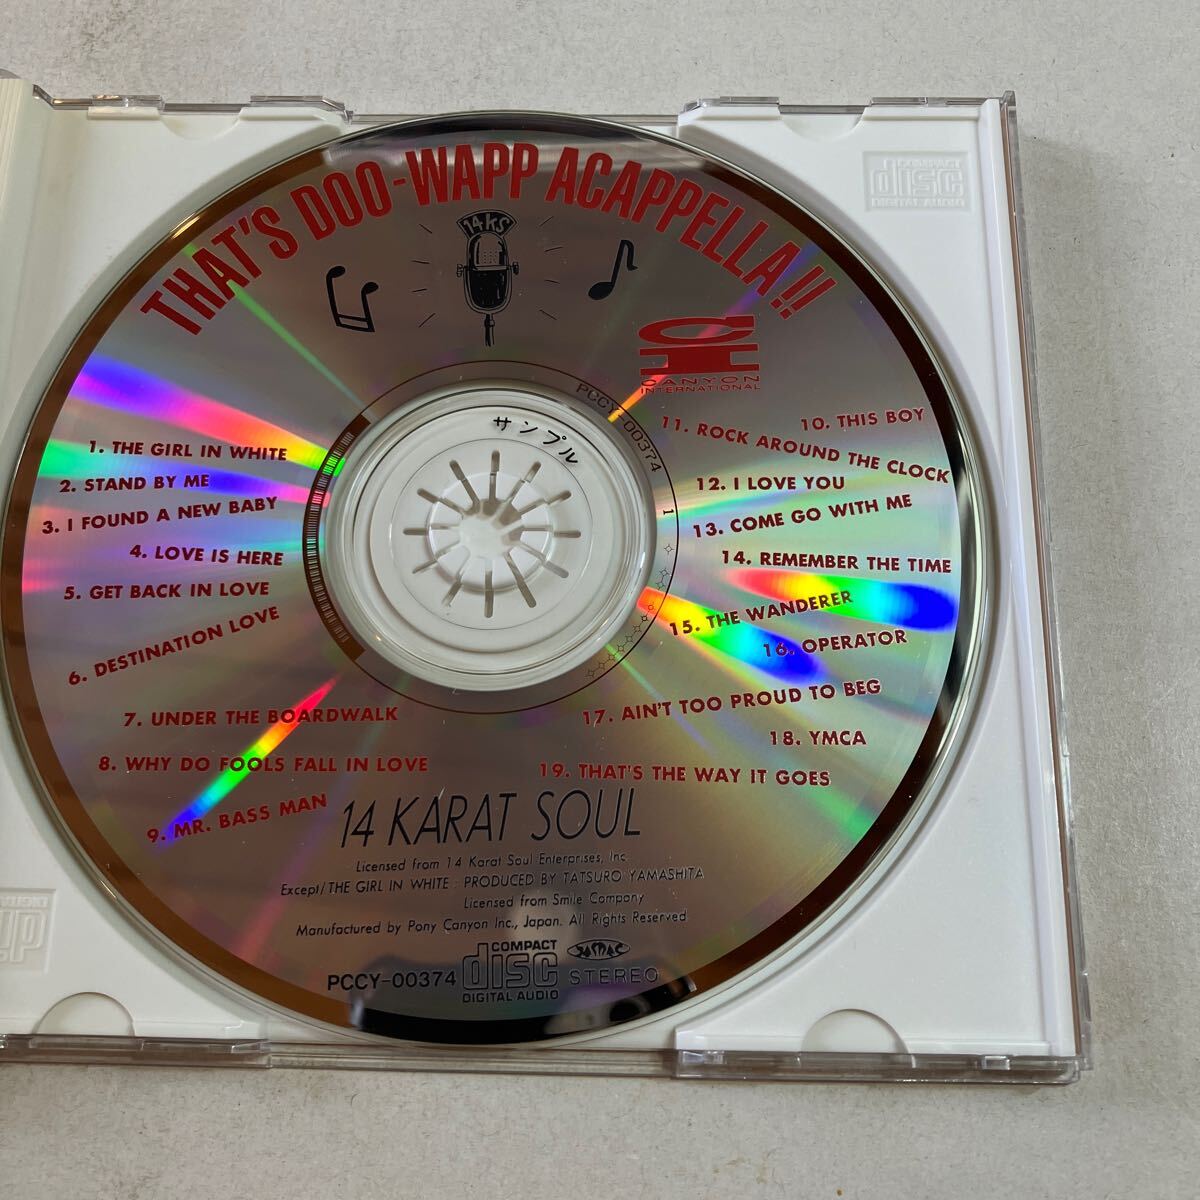 THAT'S DOO-WAPP ACAPPELLA!!
14KS
CANYON
INTERNATIONAL
COMPACT
disc
DIGITAL AUDIO
サンプル
PCCY-00374 1
1. THE GIRL IN WHITE
2. STAND BY ME
3. I FOUND A NEW BABY
4. LOVE IS HERE
5. GET BACK IN LOVE
6. DESTINATION LOVE
7. UNDER THE BOARDWALK
8. WHY DO FOOLS FALL IN LOVE
9. MR. BASS MAN
10. THIS BOY
11. ROCK AROUND THE CLOCK
12. I LOVE YOU
13. COME GO WITH ME
14. REMEMBER THE TIME
15. THE WANDERER
16. OPERATOR
17. AIN'T TOO PROUD TO BEG
18. YMCA
19. THAT'S THE WAY IT GOES
14 KARAT SOUL
Licensed from 14 Karat Soul Enterprises, Inc.
Except/THE GIRL IN WHITE : PRODUCED BY TATSURO YAMASHITA
Licensed from Smile Company
Manufactured by Pony Canyon Inc., Japan. All Rights Reserved.
PCCY-00374
COMPACT
disc
DIGITAL AUDIO
STEREO